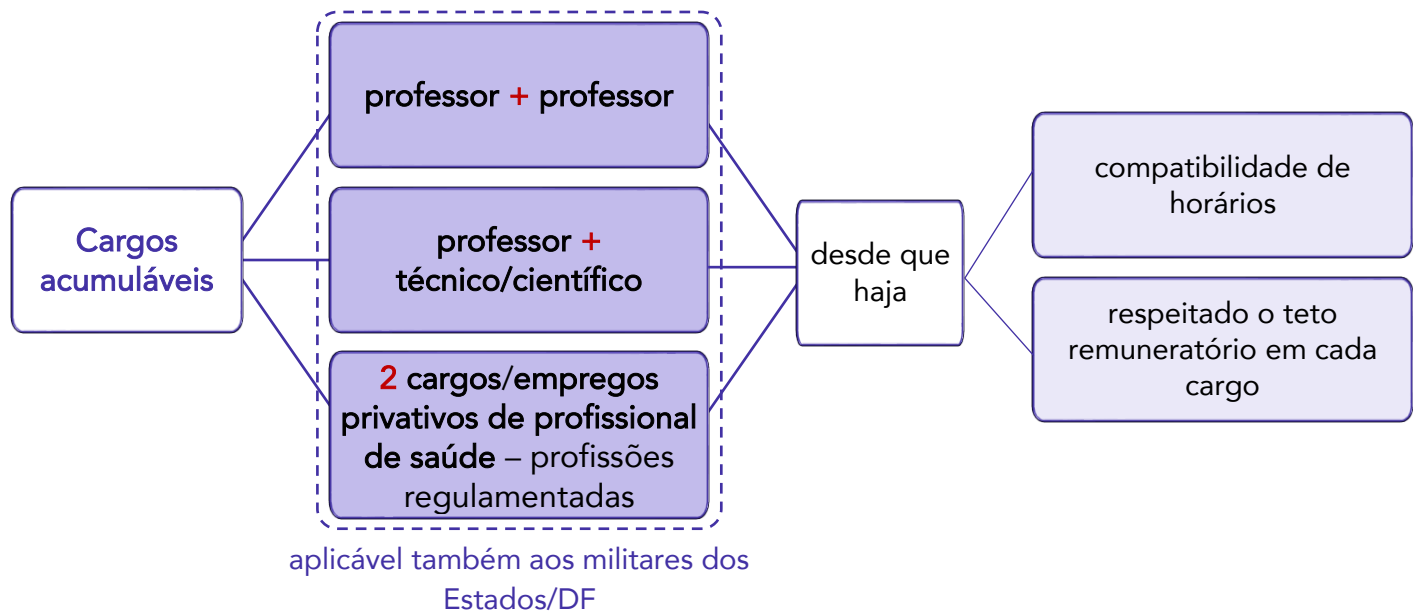 Cargos
acumuláveis
professor + professor
professor +
técnico/científico
2 cargos/empregos
privativos de profissional
de saúde – profissões
regulamentadas
aplicável também aos militares dos
Estados/DF
desde que
haja
compatibilidade de
horários
respeitado o teto
remuneratório em cada
cargo